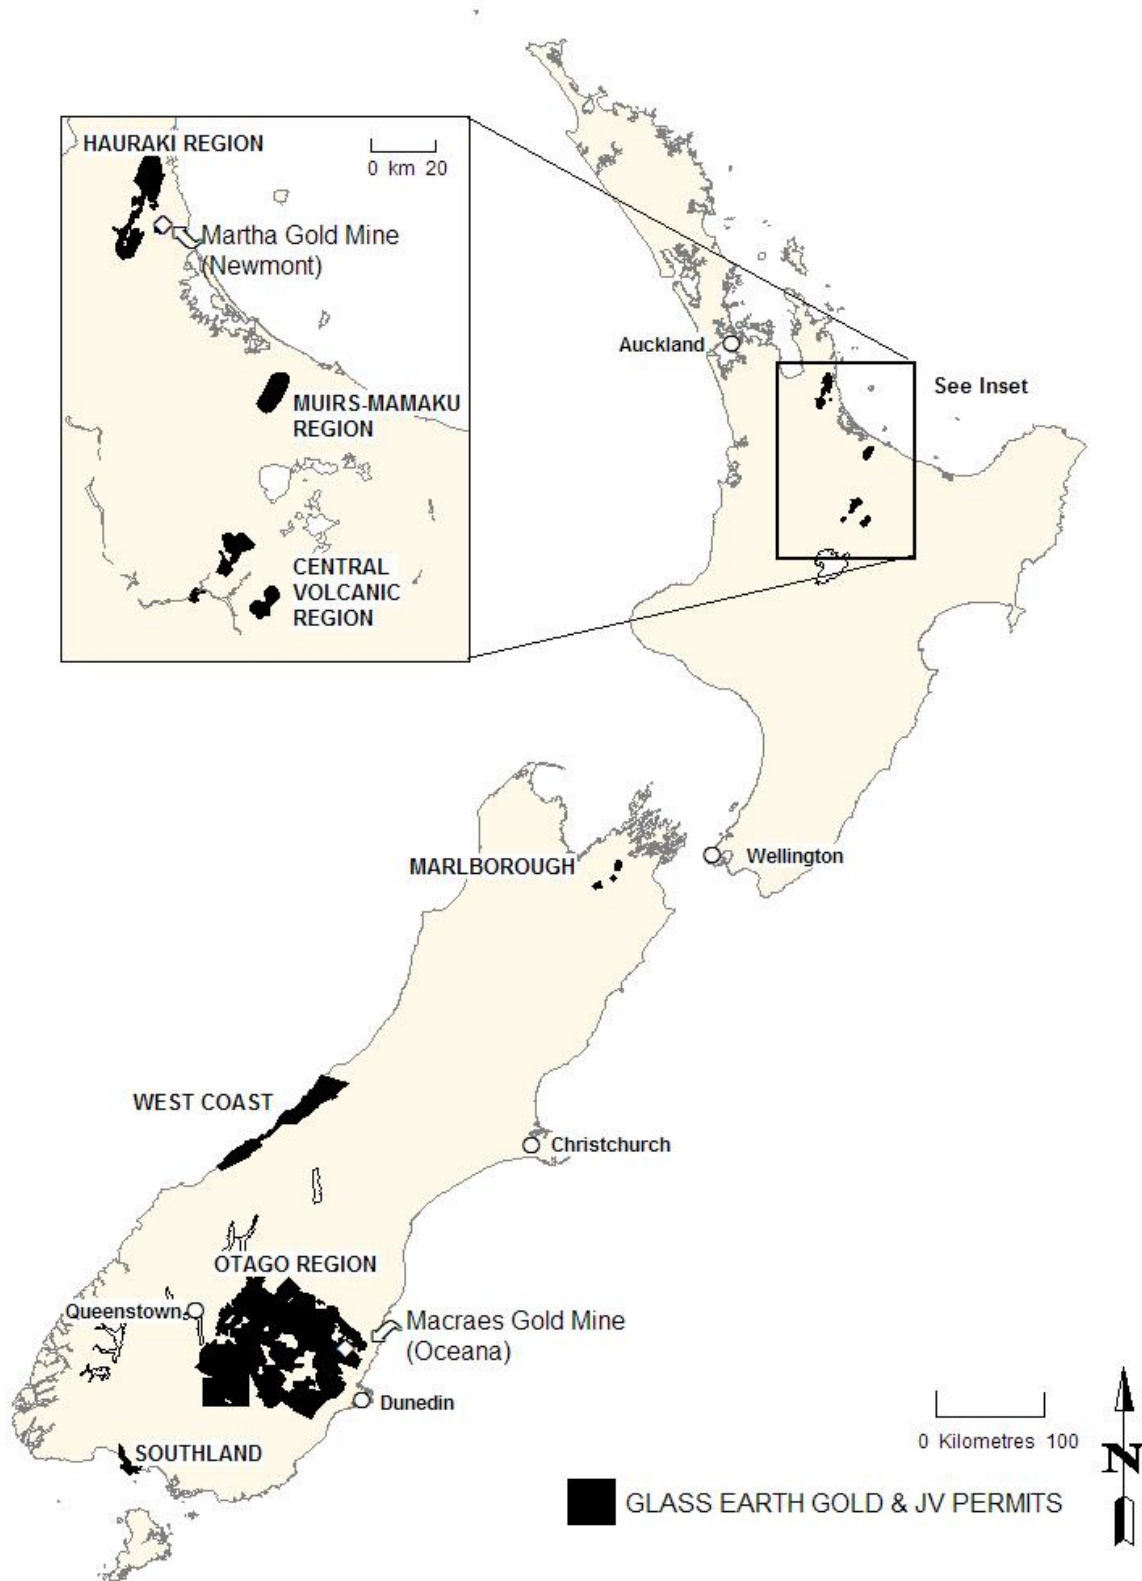 HAURAKI REGION
0 km 20
Martha Gold Mine
(Newmont)
MUIRS-MAMAKU
REGION
CENTRAL
VOLCANIC
REGION
Auckland
See Inset
Wellington
MARLBOROUGH
WEST COAST
Christchurch
OTAGO REGION
Queenstown
Macraes Gold Mine
(Oceana)
Dunedin
SOUTHLAND
0 Kilometres 100
N
GLASS EARTH GOLD & JV PERMITS